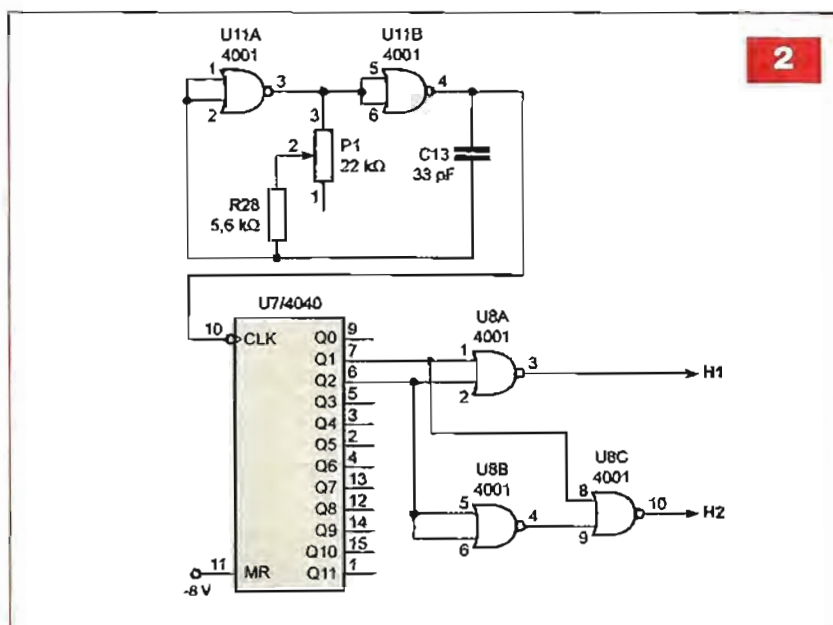 2
U11A
4001
1
2
3
U11B
4001
5
6
4
3
2
1
P1
22 kΩ
R28
5,6 kΩ
C13
33 pF
U7/4040
10
CLK
Q0 9
Q1 7
Q2 6
Q3 5
Q4 3
Q5 2
Q6 4
Q7 13
Q8 12
Q9 14
Q10 15
Q11 1
11
MR
-8 V
U8A
4001
1
2
3
H1
U8B
4001
5
6
4
U8C
4001
8
9
10
H2